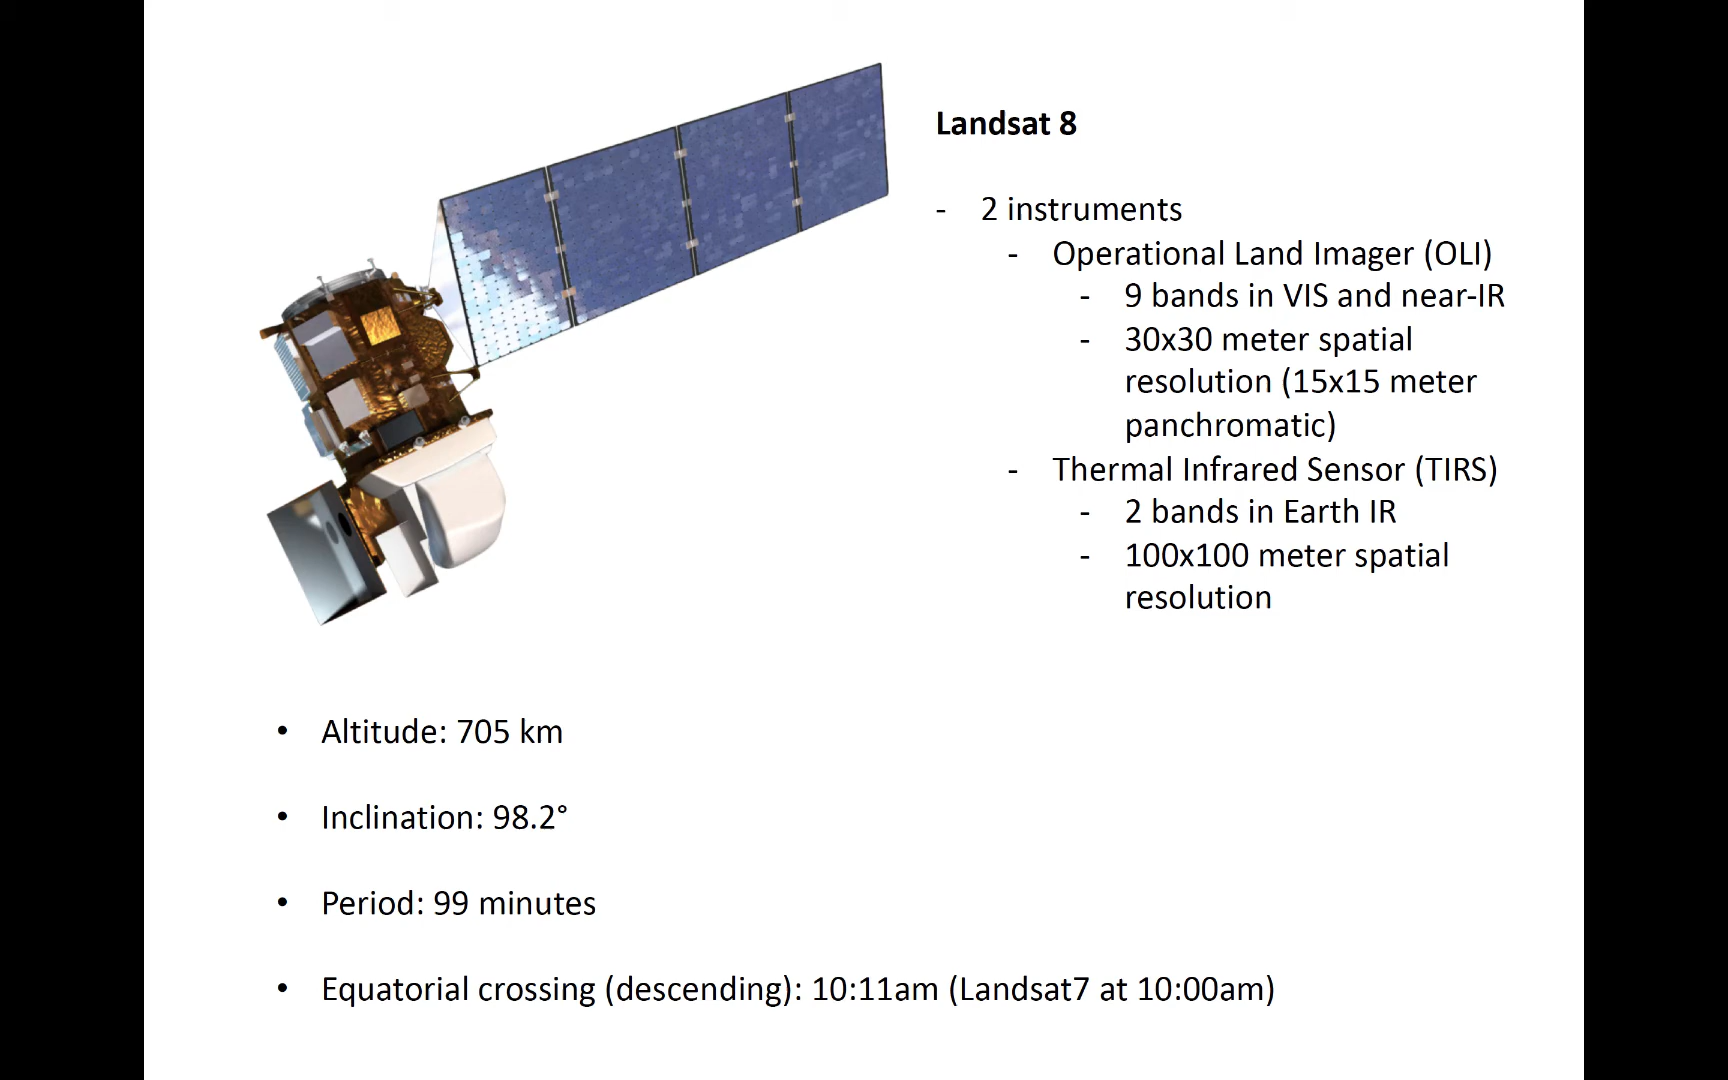 Landsat 8
- 2 instruments
- Operational Land Imager (OLI)
- 9 bands in VIS and near-IR
- 30x30 meter spatial
resolution (15x15 meter
panchromatic)
- Thermal Infrared Sensor (TIRS)
- 2 bands in Earth IR
- 100x100 meter spatial
resolution
• Altitude: 705 km
• Inclination: 98.2°
• Period: 99 minutes
• Equatorial crossing (descending): 10:11am (Landsat7 at 10:00am)